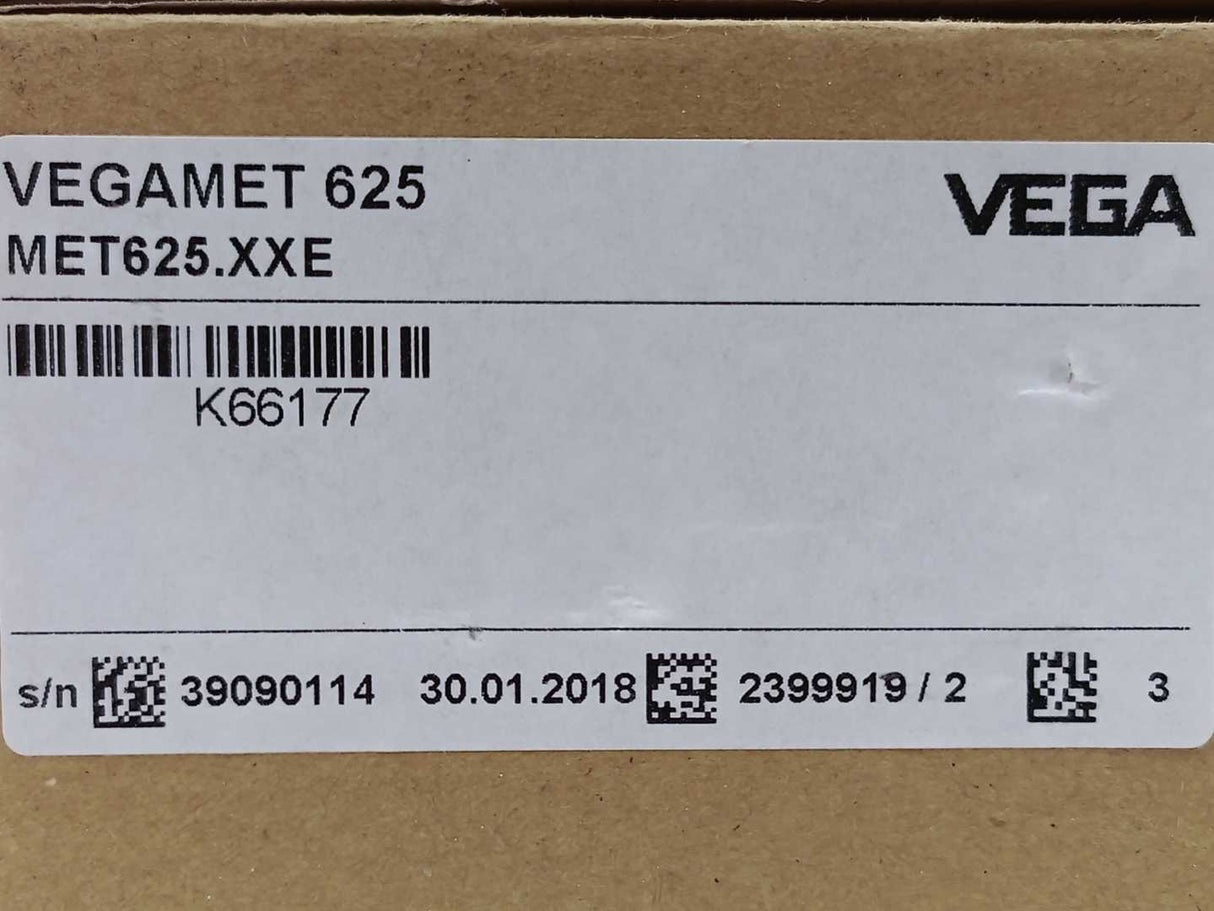 VEGAMET 625
VEGA
MET625.XXE
K66177
s/n 39090114 30.01.2018 2399919 / 2 3